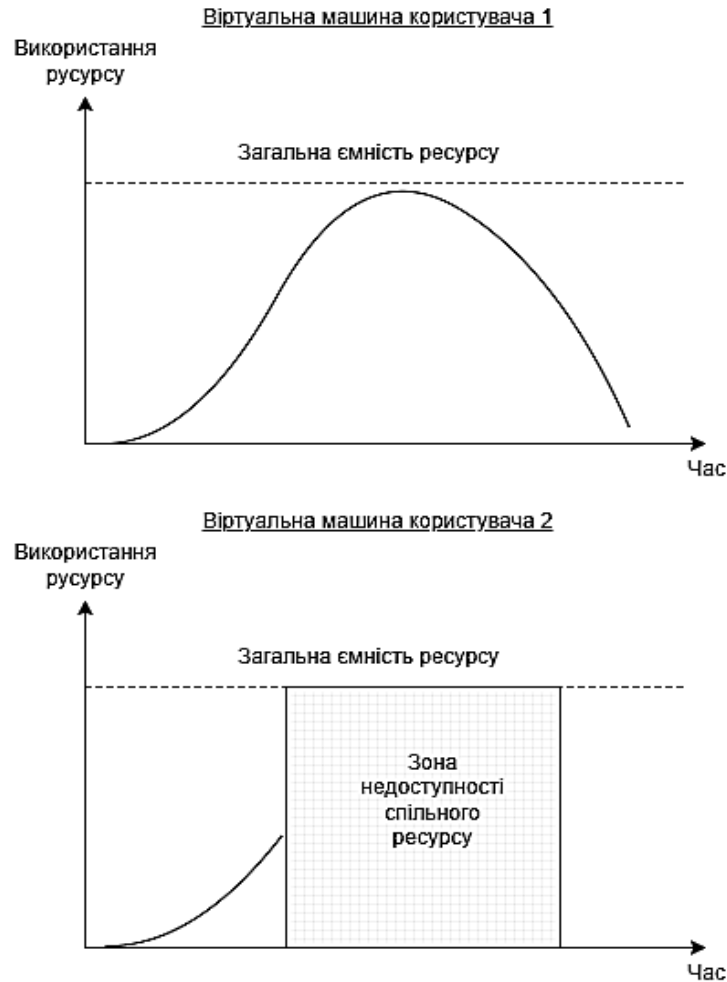 Віртуальна машина користувача 1
Використання
русурсу
Загальна ємність ресурсу
Час
Віртуальна машина користувача 2
Використання
русурсу
Загальна ємність ресурсу
Зона
недоступності
спільного
ресурсу
Час